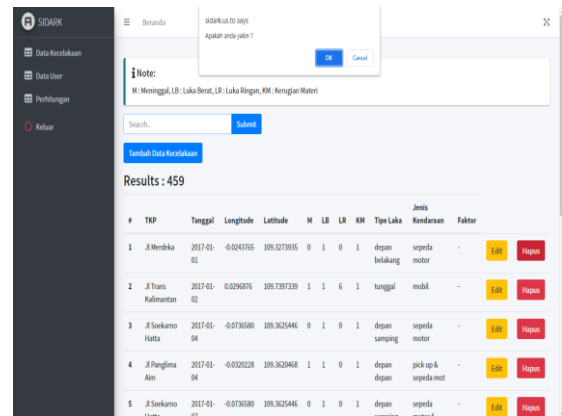 SIDARK
Beranda
sidark.us.to says
Apakah anda yakin ?
OK Cancel
Data Kecelakaan
Data User
Perhitungan
Keluar
Note:
M : Meninggal, LB : Luka Berat, LR : Luka Ringan, KM : Kerugian Materi
Seacrh.. Submit
Tambah Data Kecelakaan
Results : 459
# TKP Tanggal Longitude Latitude M LB LR KM Tipe Laka Jenis Kendaraan Faktor
1 Jl Merdeka 2017-01-01 -0.0243765 109.3273935 0 1 0 1 depan belakang sepeda motor - Edit Hapus
2 Jl Trans Kalimantan 2017-01-02 0.0296876 109.7397339 1 1 6 1 tunggal mobil - Edit Hapus
3 Jl Soekarno Hatta 2017-01-04 -0.0736580 109.3625446 0 1 0 1 depan samping sepeda motor - Edit Hapus
4 Jl Panglima Aim 2017-01-04 -0.0320228 109.3620468 1 1 0 1 depan depan pick up & sepeda mot - Edit Hapus
5 Jl Soekarno 2017-01- -0.0736580 109.3625446 0 1 0 1 depan sepeda - Edit Hapus